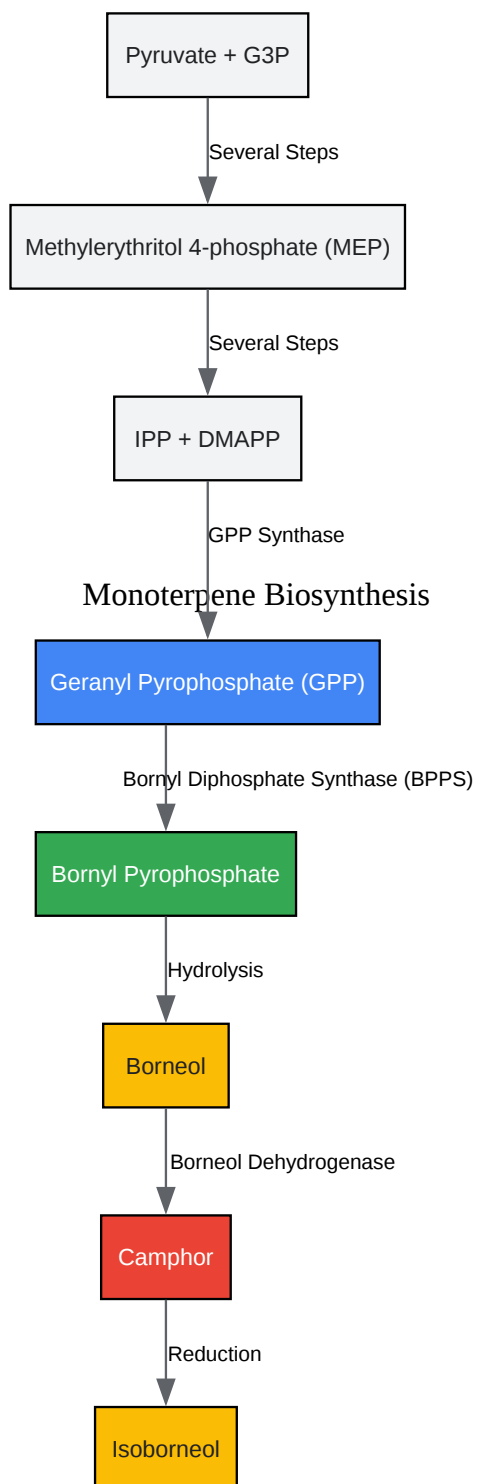 Pyruvate + G3P
Several Steps
Methylerythritol 4-phosphate (MEP)
Several Steps
IPP + DMAPP
GPP Synthase
Monoterpene Biosynthesis
Geranyl Pyrophosphate (GPP)
Bornyl Diphosphate Synthase (BPPS)
Bornyl Pyrophosphate
Hydrolysis
Borneol
Borneol Dehydrogenase
Camphor
Reduction
Isoborneol